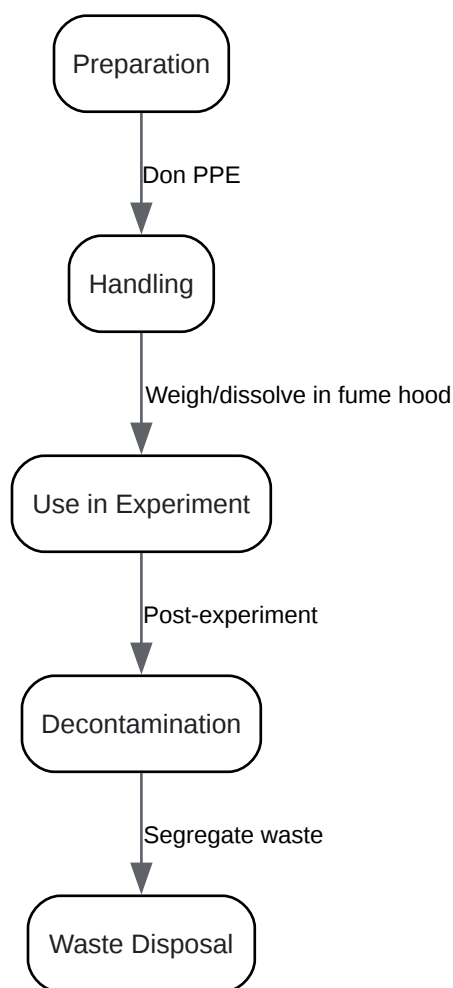 Preparation
Don PPE
Handling
Weigh/dissolve in fume hood
Use in Experiment
Post-experiment
Decontamination
Segregate waste
Waste Disposal